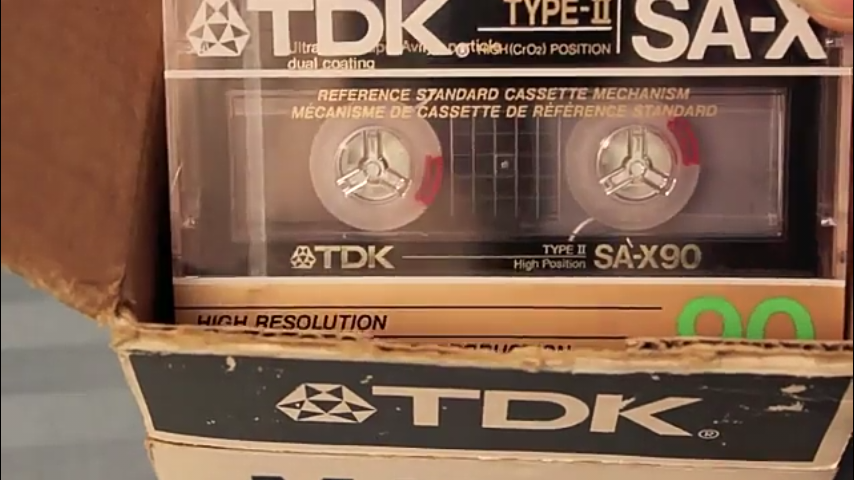 TDK
TYPE-II
SA-X
HIGH (CrO2) POSITION
dual coating
REFERENCE STANDARD CASSETTE MECHANISM
MÉCANISME DE CASSETTE DE RÉFÉRENCE STANDARD
TDK
TYPE II
High Position
SA-X90
HIGH RESOLUTION
90
TDK®